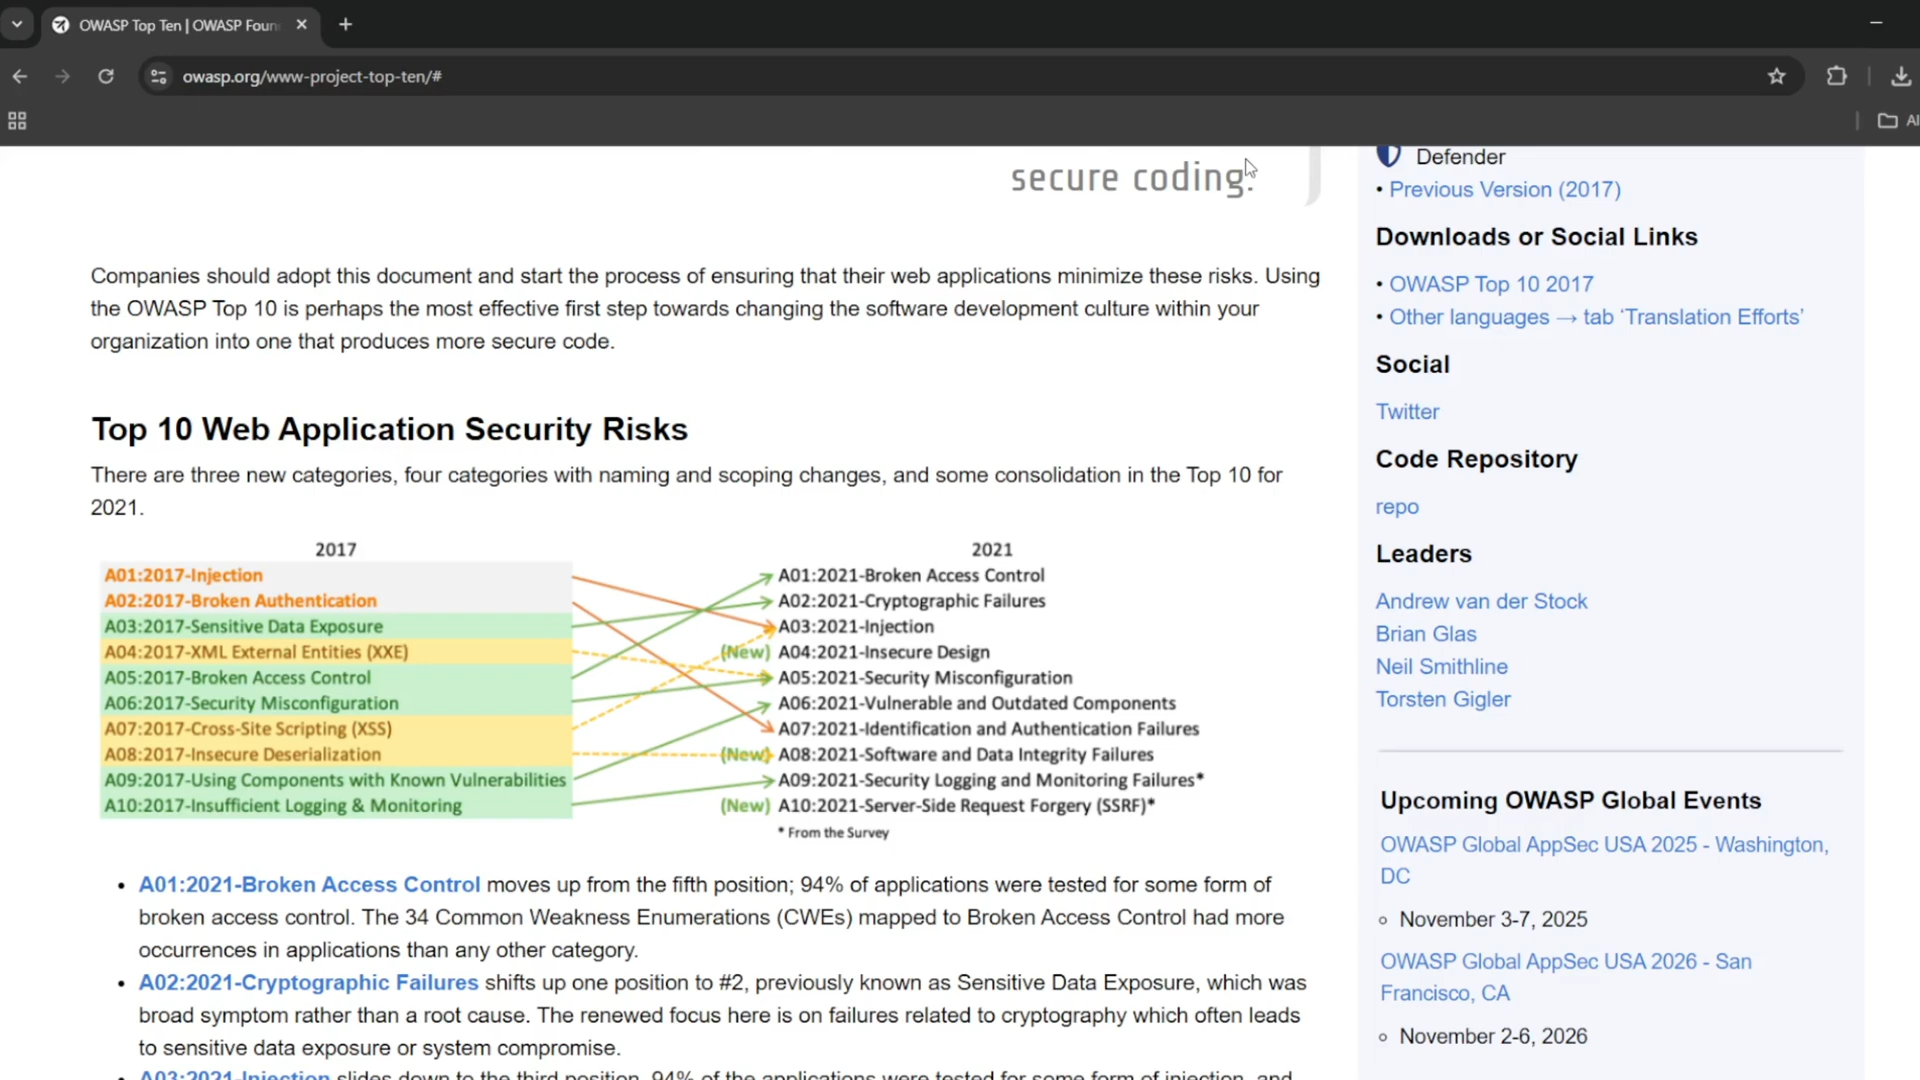 OWASP Top Ten | OWASP Foun
owasp.org/www-project-top-ten/#
secure coding.
Companies should adopt this document and start the process of ensuring that their web applications minimize these risks. Using
the OWASP Top 10 is perhaps the most effective first step towards changing the software development culture within your
organization into one that produces more secure code.
Top 10 Web Application Security Risks
There are three new categories, four categories with naming and scoping changes, and some consolidation in the Top 10 for
2021.
2017
A01:2017-Injection
A02:2017-Broken Authentication
A03:2017-Sensitive Data Exposure
A04:2017-XML External Entities (XXE)
A05:2017-Broken Access Control
A06:2017-Security Misconfiguration
A07:2017-Cross-Site Scripting (XSS)
A08:2017-Insecure Deserialization
A09:2017-Using Components with Known Vulnerabilities
A10:2017-Insufficient Logging & Monitoring
2021
A01:2021-Broken Access Control
A02:2021-Cryptographic Failures
A03:2021-Injection
(New) A04:2021-Insecure Design
A05:2021-Security Misconfiguration
A06:2021-Vulnerable and Outdated Components
A07:2021-Identification and Authentication Failures
(New) A08:2021-Software and Data Integrity Failures
A09:2021-Security Logging and Monitoring Failures*
(New) A10:2021-Server-Side Request Forgery (SSRF)*
* From the Survey
• A01:2021-Broken Access Control moves up from the fifth position; 94% of applications were tested for some form of
broken access control. The 34 Common Weakness Enumerations (CWEs) mapped to Broken Access Control had more
occurrences in applications than any other category.
• A02:2021-Cryptographic Failures shifts up one position to #2, previously known as Sensitive Data Exposure, which was
broad symptom rather than a root cause. The renewed focus here is on failures related to cryptography which often leads
to sensitive data exposure or system compromise.
• A03:2021-Injection slides down to the third position. 94% of the applications were tested for some form of injection, and
Defender
• Previous Version (2017)
Downloads or Social Links
• OWASP Top 10 2017
• Other languages → tab ‘Translation Efforts’
Social
Twitter
Code Repository
repo
Leaders
Andrew van der Stock
Brian Glas
Neil Smithline
Torsten Gigler
Upcoming OWASP Global Events
OWASP Global AppSec USA 2025 - Washington,
DC
November 3-7, 2025
OWASP Global AppSec USA 2026 - San
Francisco, CA
November 2-6, 2026